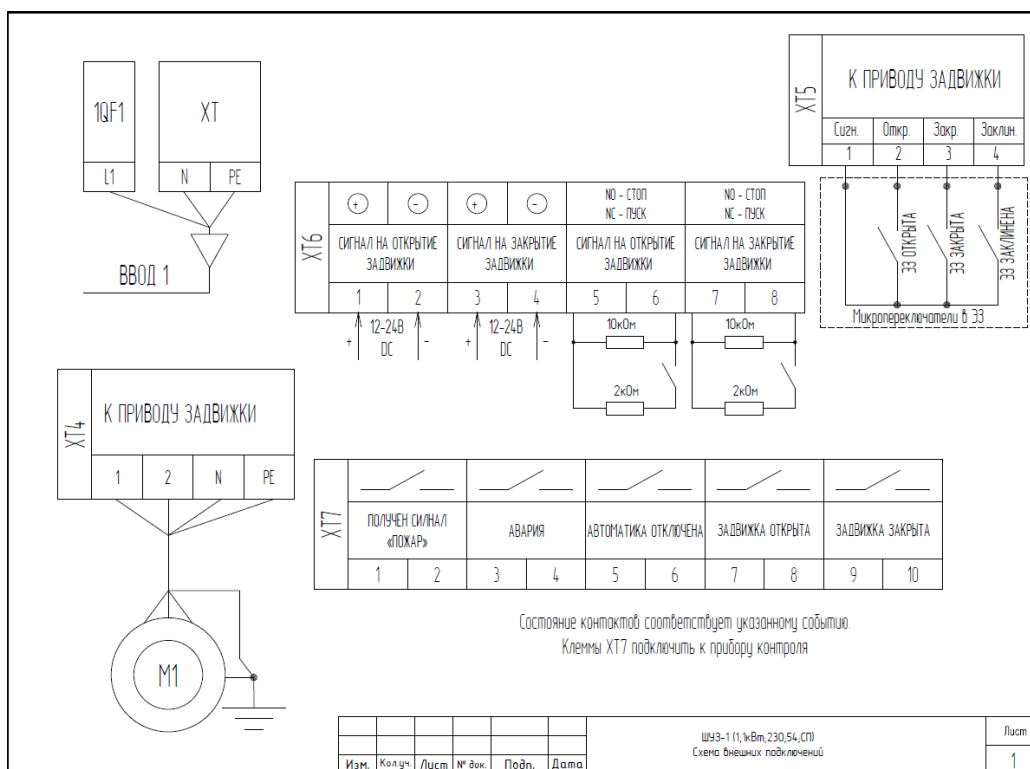 1QF1
XT
L1
N
PE
ВВОД 1
XT5
К ПРИВОДУ ЗАДВИЖКИ
Сигн.
Откр.
Закр.
Заклин.
1
2
3
4
ЭЗ ОТКРЫТА
ЭЗ ЗАКРЫТА
ЭЗ ЗАКЛИНЕНА
Микропереключатели в ЭЗ
XT6
+
-
+
-
NO - СТОП
NC - ПУСК
NO - СТОП
NC - ПУСК
СИГНАЛ НА ОТКРЫТИЕ
ЗАДВИЖКИ
СИГНАЛ НА ЗАКРЫТИЕ
ЗАДВИЖКИ
СИГНАЛ НА ОТКРЫТИЕ
ЗАДВИЖКИ
СИГНАЛ НА ЗАКРЫТИЕ
ЗАДВИЖКИ
1
2
3
4
5
6
7
8
+
12-24В
DC
-
+
12-24В
DC
-
10кОм
2кОм
10кОм
2кОм
XT4
К ПРИВОДУ ЗАДВИЖКИ
1
2
N
PE
M1
XT7
ПОЛУЧЕН СИЛНАЛ
«ПОЖАР»
АВАРИЯ
АВТОМАТИКА ОТКЛЮЧЕНА
ЗАДВИЖКА ОТКРЫТА
ЗАДВИЖКА ЗАКРЫТА
1
2
3
4
5
6
7
8
9
10
Состояние контактов соответствует указанному событию.
Клеммы XT7 подключить к прибору контроля
ШУЗ-1 (1,1кВт;230;54;СП)
Схема внешних подключений
Лист
1
Изм.
Кол.уч.
Лист
№ док.
Подп.
Дата